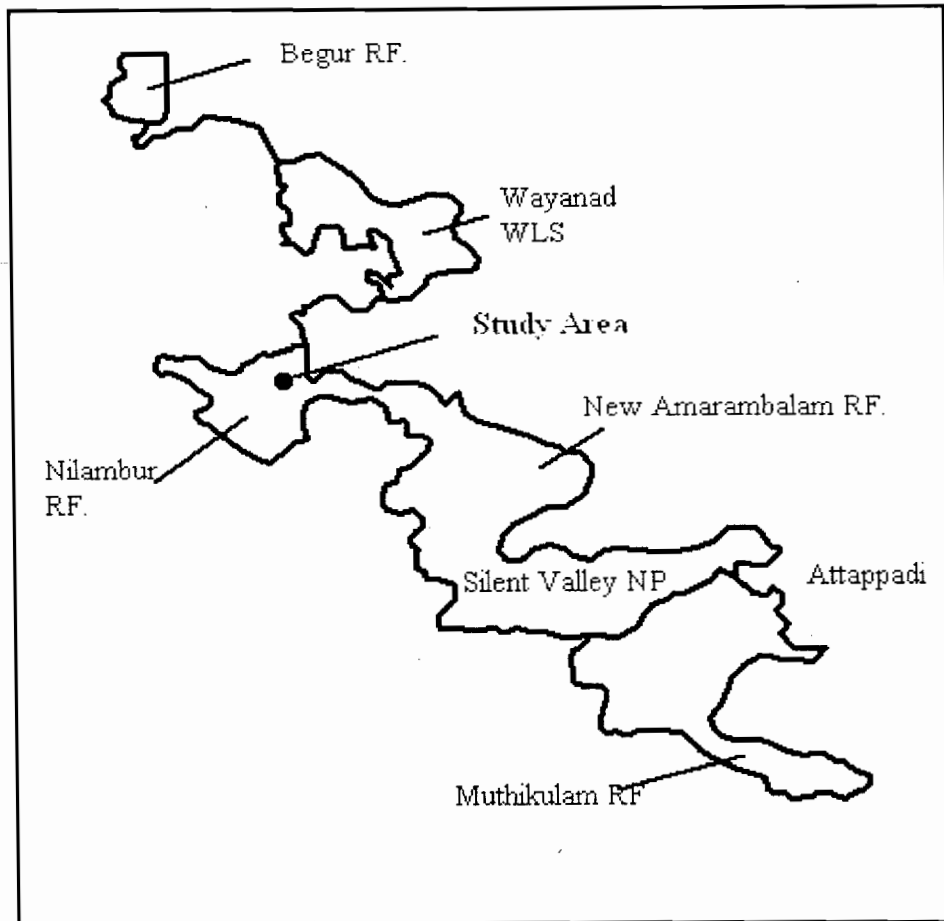 Begur RF.
Wayanad
WLS
Study Area
New Amarambalam RF.
Nilambur
RF.
Silent Valley NP
Attappadi
Muthikulam RF